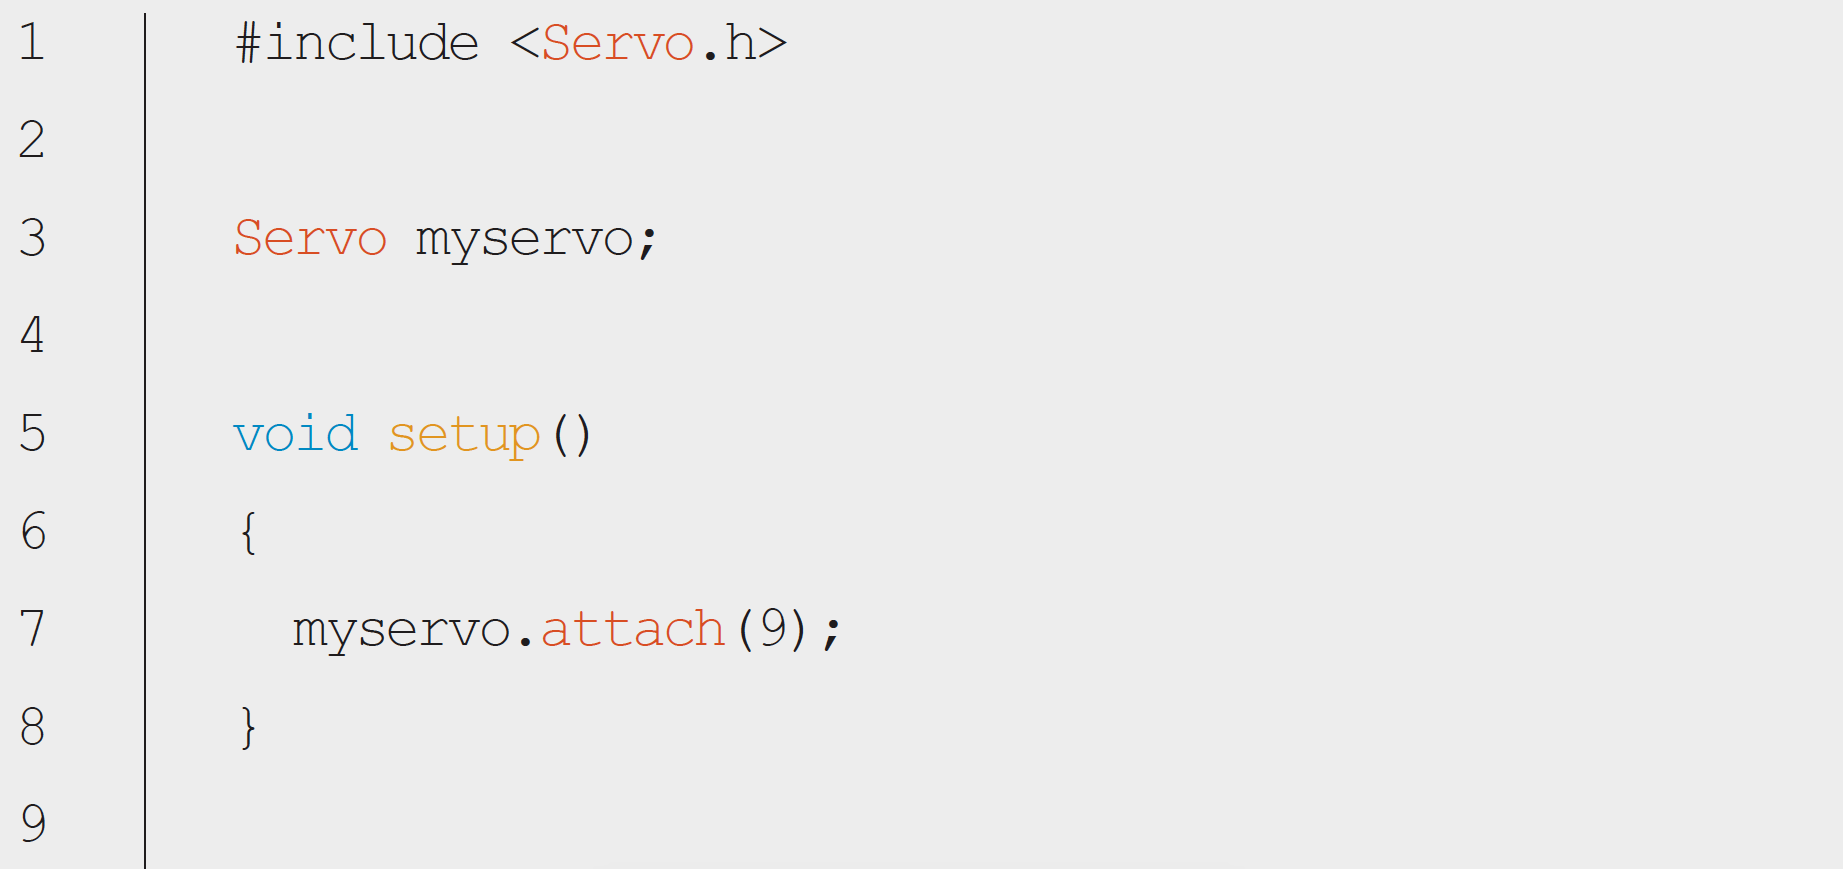 1 #include <Servo.h>
2
3 Servo myservo;
4
5 void setup()
6 {
7   myservo.attach(9);
8 }
9